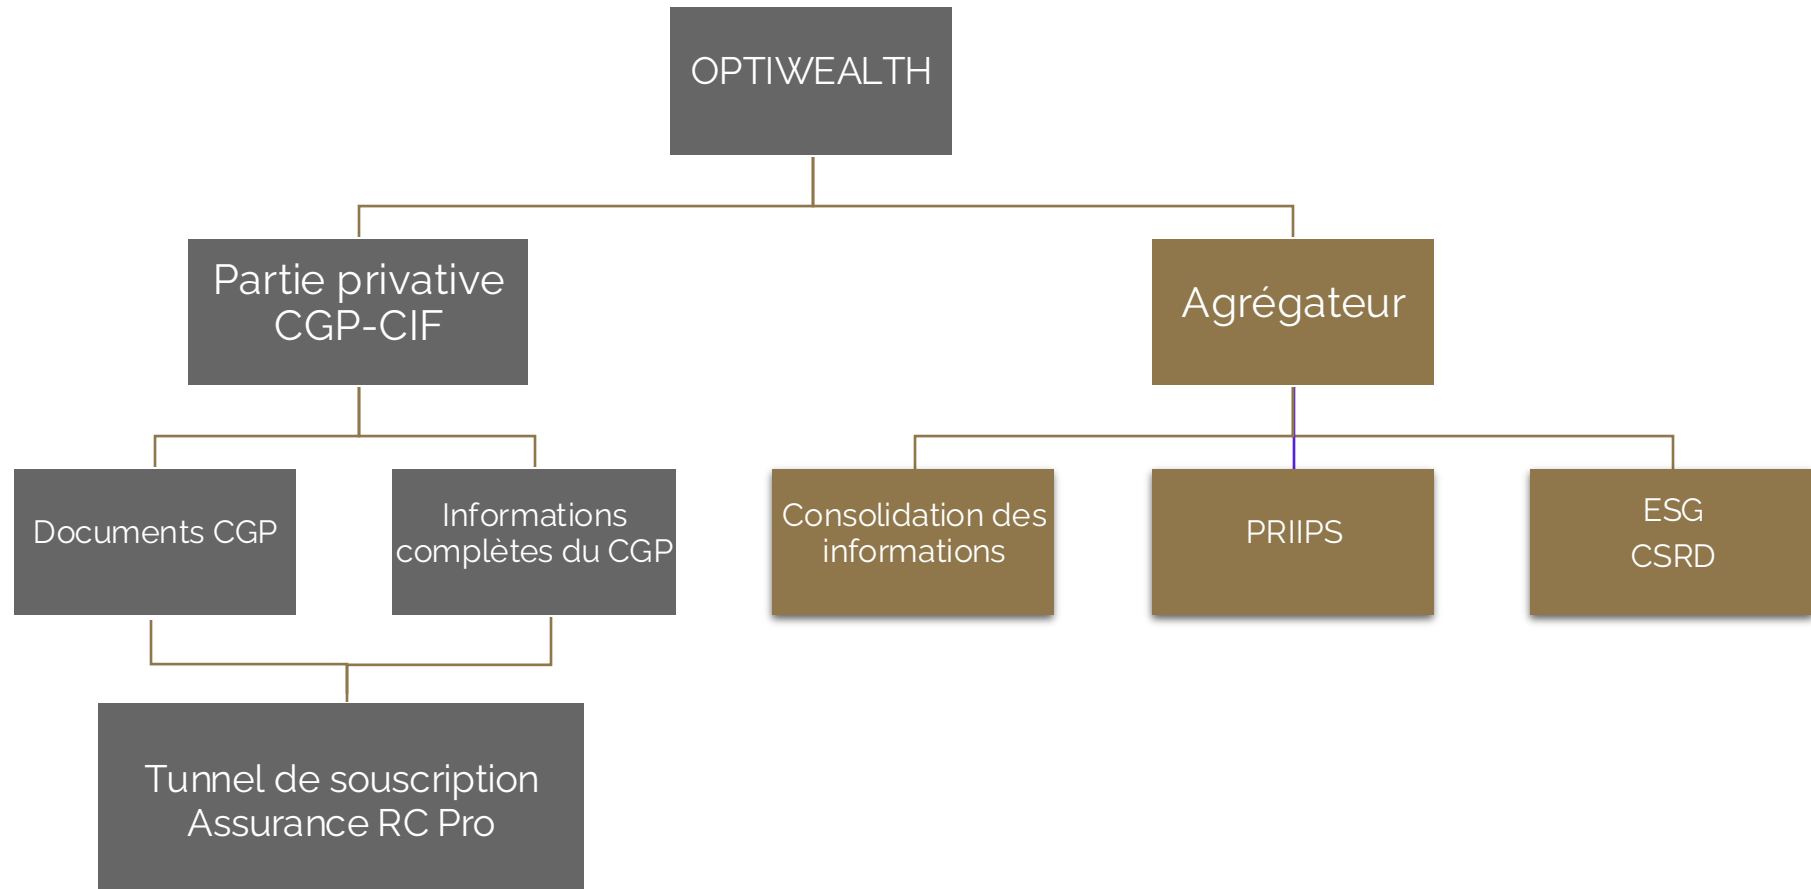 OPTIWEALTH
Partie privative
CGP-CIF
Agrégateur
Documents CGP
Informations
complètes du CGP
Consolidation des
informations
PRIIPS
ESG
CSRD
Tunnel de souscription
Assurance RC Pro